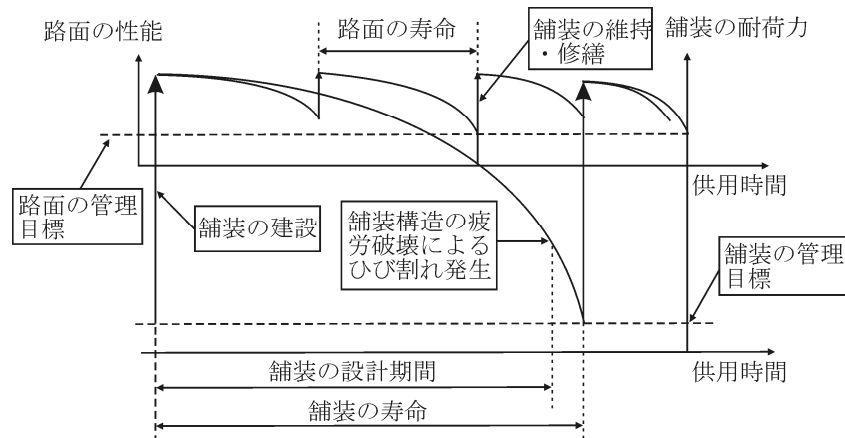 路面の性能
路面の寿命
舗装の維持
・修繕
舗装の耐荷力
供用時間
路面の管理
目標
舗装の建設
舗装構造の疲
労破壊による
ひび割れ発生
舗装の管理
目標
供用時間
舗装の設計期間
舗装の寿命